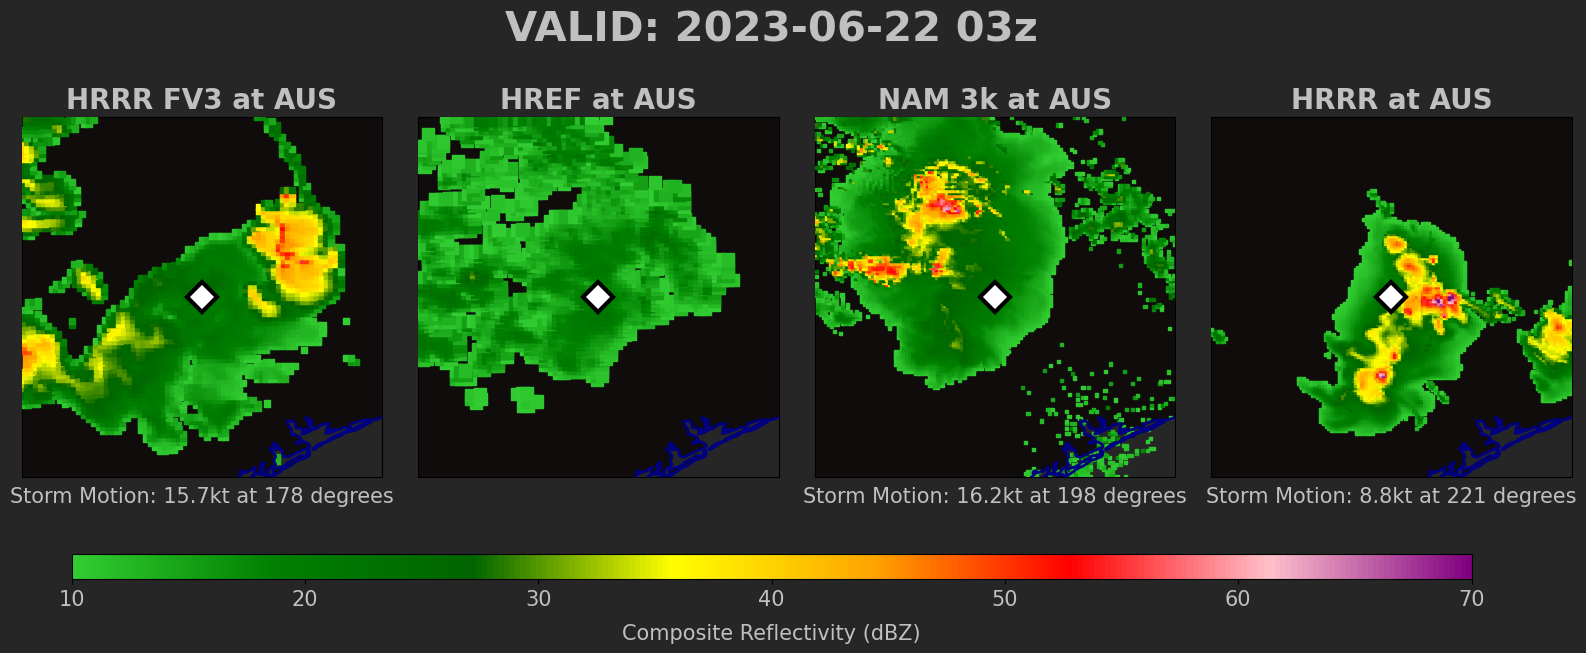 VALID: 2023-06-22 03z
HRRR FV3 at AUS
HREF at AUS
NAM 3k at AUS
HRRR at AUS
Storm Motion: 15.7kt at 178 degrees
Storm Motion: 16.2kt at 198 degrees
Storm Motion: 8.8kt at 221 degrees
10 20 30 40 50 60 70
Composite Reflectivity (dBZ)